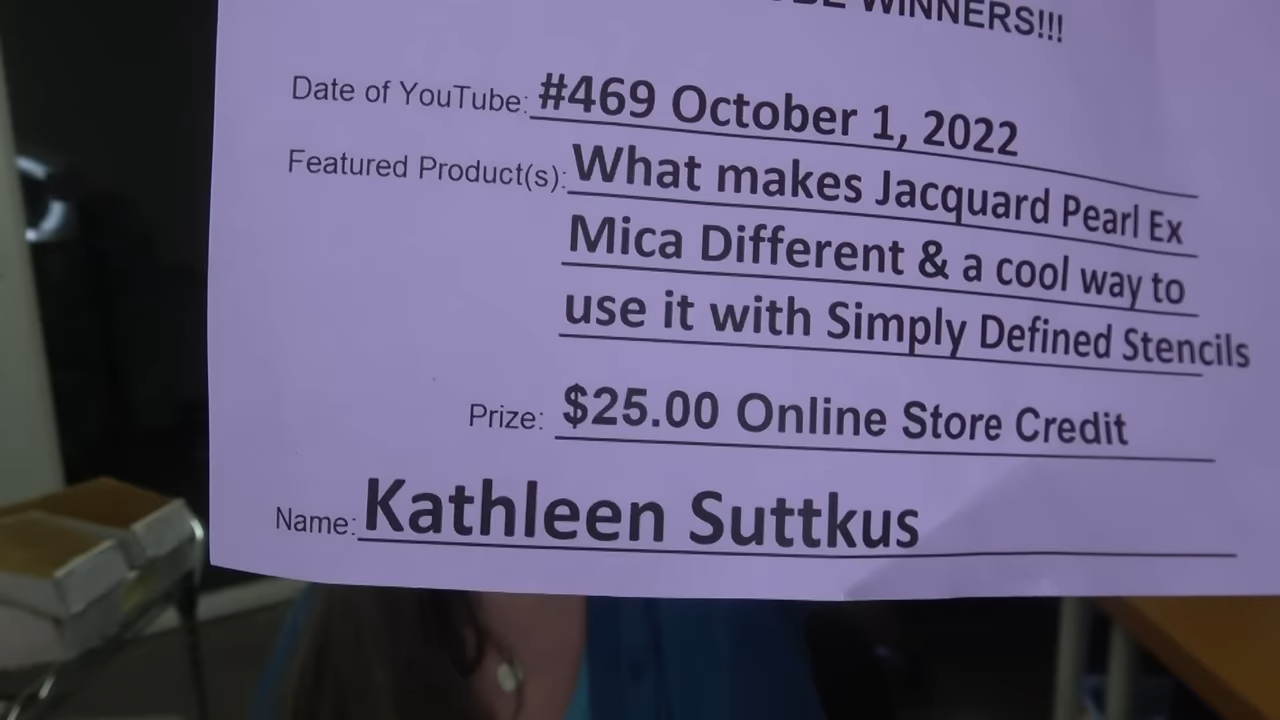 WINNERS!!!
Date of YouTube: #469 October 1, 2022
Featured Product(s): What makes Jacquard Pearl Ex
Mica Different & a cool way to
use it with Simply Defined Stencils
Prize: $25.00 Online Store Credit
Name: Kathleen Suttkus